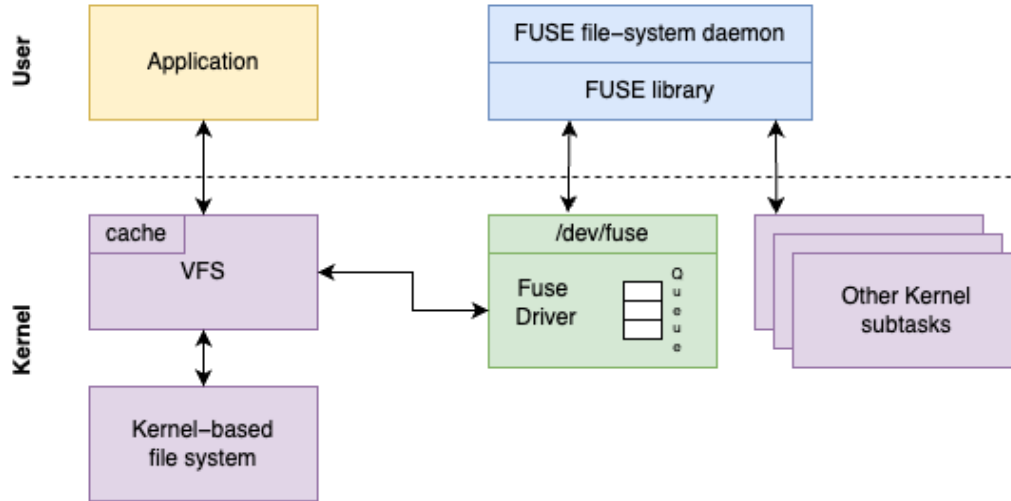 User
Application
FUSE file-system daemon
FUSE library
Kernel
cache
VFS
/dev/fuse
Fuse
Driver
Queue
Other Kernel
subtasks
Kernel-based
file system